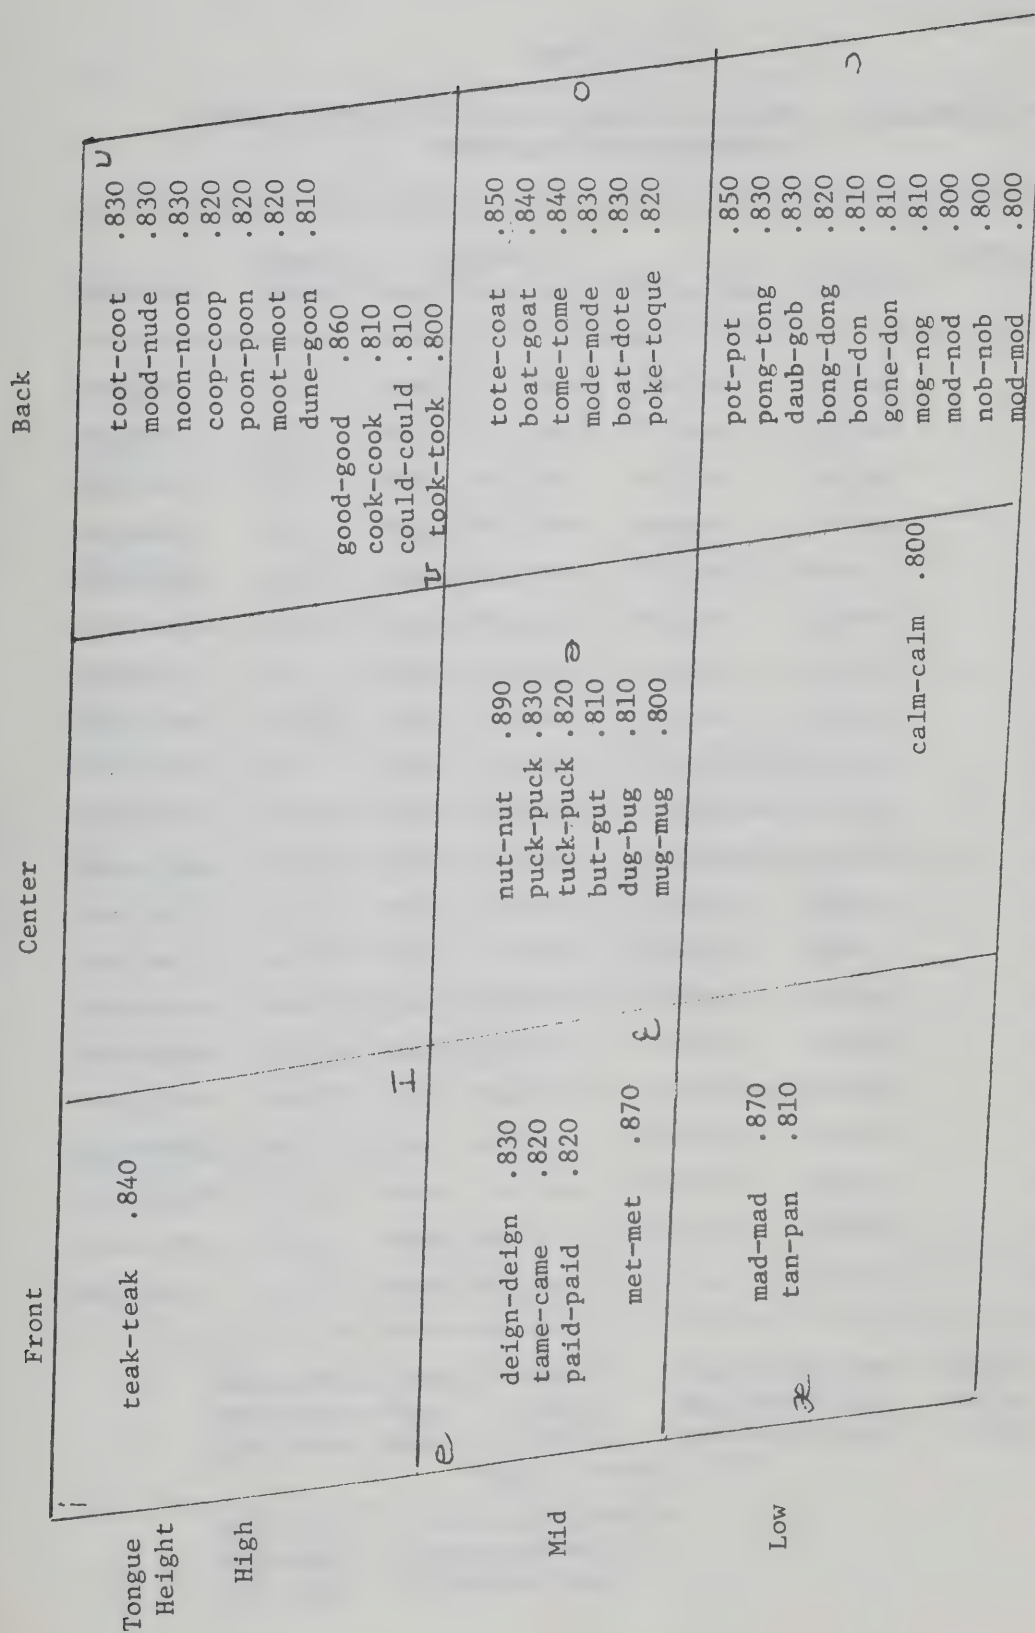 Front Center Back
Tongue
Height
High
i
teak-teak .840
I
u
toot-coot .830
mood-nude .830
noon-noon .830
coop-coop .820
poon-poon .820
moot-moot .820
dune-goon .810
good-good .860
cook-cook .810
could-could .810
took-took .800
ʊ
Mid
e
deign-deign .830
tame-came .820
paid-paid .820
met-met .870
ɛ
nut-nut .890
puck-puck .830
tuck-puck .820 ə
but-gut .810
dug-bug .810
mug-mug .800
tote-coat .850
boat-goat .840
tome-tome .840
mode-mode .830
boat-dote .830
poke-toque .820
o
Low
æ
mad-mad .870
tan-pan .810
calm-calm .800
pot-pot .850
pong-tong .830
daub-gob .830
bong-dong .820
bon-don .810
gone-don .810
mog-nog .810
mod-nod .800
nob-nob .800
mod-mod .800
ɔ